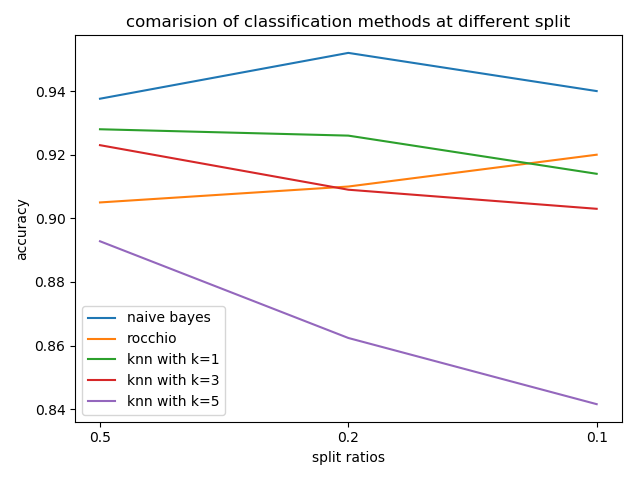 comarision of classification methods at different split
accuracy
0.94
0.92
0.90
0.88
0.86
0.84
naive bayes
rocchio
knn with k=1
knn with k=3
knn with k=5
0.5
0.2
0.1
split ratios